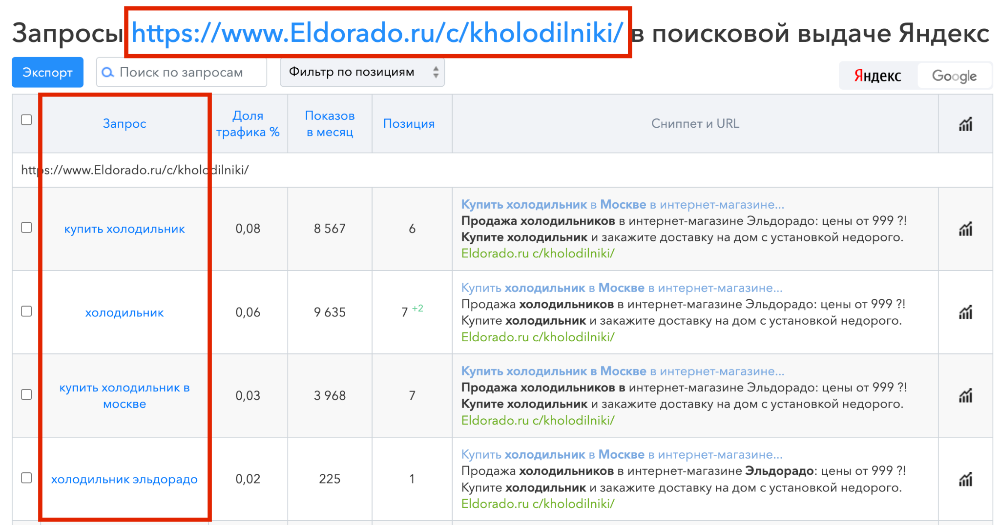 Запросы https://www.Eldorado.ru/c/kholodilniki/ в поисковой выдаче Яндекс
Экспорт
Поиск по запросам
Фильтр по позициям
Яндекс
Google
Запрос
Доля
трафика %
Показов
в месяц
Позиция
Сниппет и URL
https://www.Eldorado.ru/c/kholodilniki/
купить холодильник
0,08
8 567
6
Купить холодильник в Москве в интернет-магазине...
Продажа холодильников в интернет-магазине Эльдорадо: цены от 999 ?!
Купите холодильник и закажите доставку на дом с установкой недорого.
Eldorado.ru c/kholodilniki/
холодильник
0,06
9 635
7 +2
Купить холодильник в Москве в интернет-магазине...
Продажа холодильников в интернет-магазине Эльдорадо: цены от 999 ?!
Купите холодильник и закажите доставку на дом с установкой недорого.
Eldorado.ru c/kholodilniki/
купить холодильник в
москве
0,03
3 968
7
Купить холодильник в Москве в интернет-магазине...
Продажа холодильников в интернет-магазине Эльдорадо: цены от 999 ?!
Купите холодильник и закажите доставку на дом с установкой недорого.
Eldorado.ru c/kholodilniki/
холодильник эльдорадо
0,02
225
1
Купить холодильник в Москве в интернет-магазине...
Продажа холодильников в интернет-магазине Эльдорадо: цены от 999 ?!
Купите холодильник и закажите доставку на дом с установкой недорого.
Eldorado.ru c/kholodilniki/